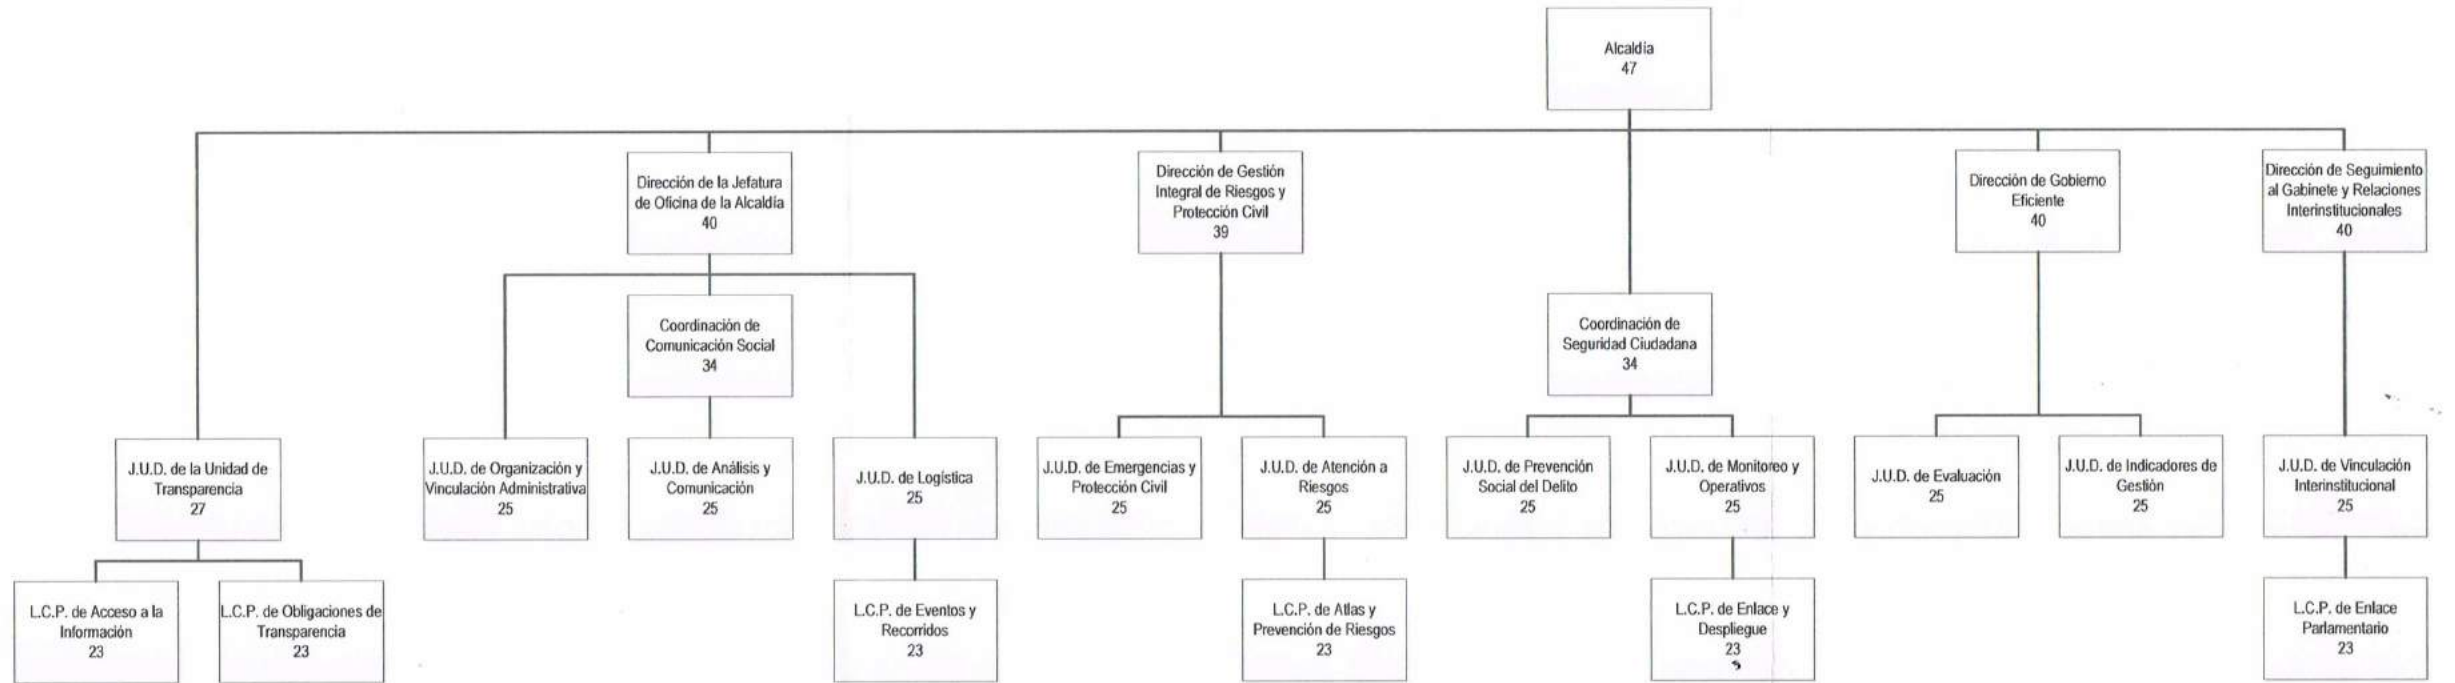 Alcaldía
47
Dirección de la Jefatura
de Oficina de la Alcaldía
40
Dirección de Gestión
Integral de Riesgos y
Protección Civil
39
Dirección de Gobierno
Eficiente
40
Dirección de Seguimiento
al Gabinete y Relaciones
Interinstitucionales
40
Coordinación de
Comunicación Social
34
Coordinación de
Seguridad Ciudadana
34
J.U.D. de la Unidad de
Transparencia
27
J.U.D. de Organización y
Vinculación Administrativa
25
J.U.D. de Análisis y
Comunicación
25
J.U.D. de Logística
25
J.U.D. de Emergencias y
Protección Civil
25
J.U.D. de Atención a
Riesgos
25
J.U.D. de Prevención
Social del Delito
25
J.U.D. de Monitoreo y
Operativos
25
J.U.D. de Evaluación
25
J.U.D. de Indicadores de
Gestión
25
J.U.D. de Vinculación
Interinstitucional
25
L.C.P. de Acceso a la
Información
23
L.C.P. de Obligaciones de
Transparencia
23
L.C.P. de Eventos y
Recorridos
23
L.C.P. de Atlas y
Prevención de Riesgos
23
L.C.P. de Enlace y
Despliegue
23
L.C.P. de Enlace
Parlamentario
23